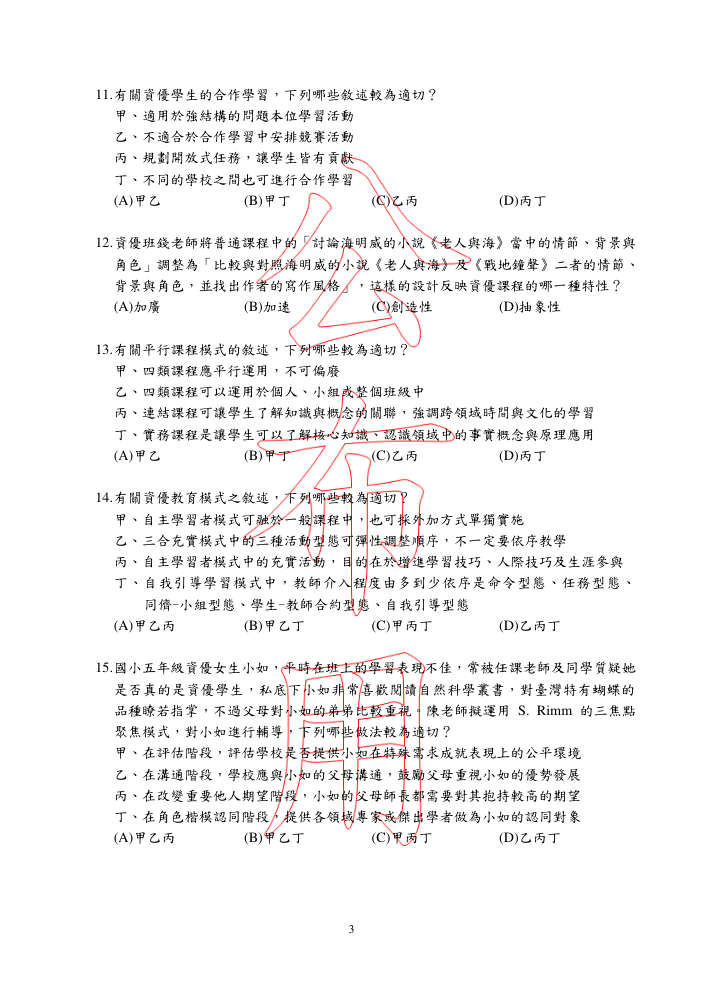 11.有關資優學生的合作學習，下列哪些敘述較為適切？
甲、適用於強結構的問題本位學習活動
乙、不適合於合作學習中安排競賽活動
丙、規劃開放式任務，讓學生皆有貢獻
丁、不同的學校之間也可進行合作學習
(A)甲乙 (B)甲丁 (C)乙丙 (D)丙丁
12.資優班錢老師將普通課程中的「討論海明威的小說《老人與海》當中的情節、背景與
角色」調整為「比較與對照海明威的小說《老人與海》及《戰地鐘聲》二者的情節、
背景與角色，並找出作者的寫作風格」，這樣的設計反映資優課程的哪一種特性？
(A)加廣 (B)加速 (C)創造性 (D)抽象性
13.有關平行課程模式的敘述，下列哪些較為適切？
甲、四類課程應平行運用，不可偏廢
乙、四類課程可以運用於個人、小組或整個班級中
丙、連結課程可讓學生了解知識與概念的關聯，強調跨領域時間與文化的學習
丁、實務課程是讓學生可以了解核心知識、認識領域中的事實概念與原理應用
(A)甲乙 (B)甲丁 (C)乙丙 (D)丙丁
14.有關資優教育模式之敘述，下列哪些較為適切？
甲、自主學習者模式可融於一般課程中，也可採外加方式單獨實施
乙、三合充實模式中的三種活動型態可彈性調整順序，不一定要依序教學
丙、自主學習者模式中的充實活動，目的在於增進學習技巧、人際技巧及生涯參與
丁、自我引導學習模式中，教師介入程度由多到少依序是命令型態、任務型態、
同儕-小組型態、學生-教師合約型態、自我引導型態
(A)甲乙丙 (B)甲乙丁 (C)甲丙丁 (D)乙丙丁
15.國小五年級資優女生小如，平時在班上的學習表現不佳，常被任課老師及同學質疑她
是否真的是資優學生，私底下小如非常喜歡閱讀自然科學叢書，對臺灣特有蝴蝶的
品種瞭若指掌，不過父母對小如的弟弟比較重視。陳老師擬運用 S. Rimm 的三焦點
聚焦模式，對小如進行輔導，下列哪些做法較為適切？
甲、在評估階段，評估學校是否提供小如在特殊需求成就表現上的公平環境
乙、在溝通階段，學校應與小如的父母溝通，鼓勵父母重視小如的優勢發展
丙、在改變重要他人期望階段，小如的父母師長都需要對其抱持較高的期望
丁、在角色楷模認同階段，提供各領域專家或傑出學者做為小如的認同對象
(A)甲乙丙 (B)甲乙丁 (C)甲丙丁 (D)乙丙丁
公布用
3